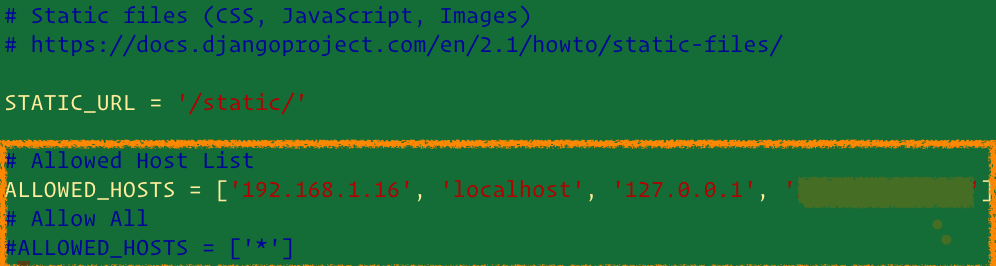 # Static files (CSS, JavaScript, Images)
# https://docs.djangoproject.com/en/2.1/howto/static-files/
STATIC_URL = '/static/'
# Allowed Host List
ALLOWED_HOSTS = ['192.168.1.16', 'localhost', '127.0.0.1', ' ']
# Allow All
#ALLOWED_HOSTS = ['*']